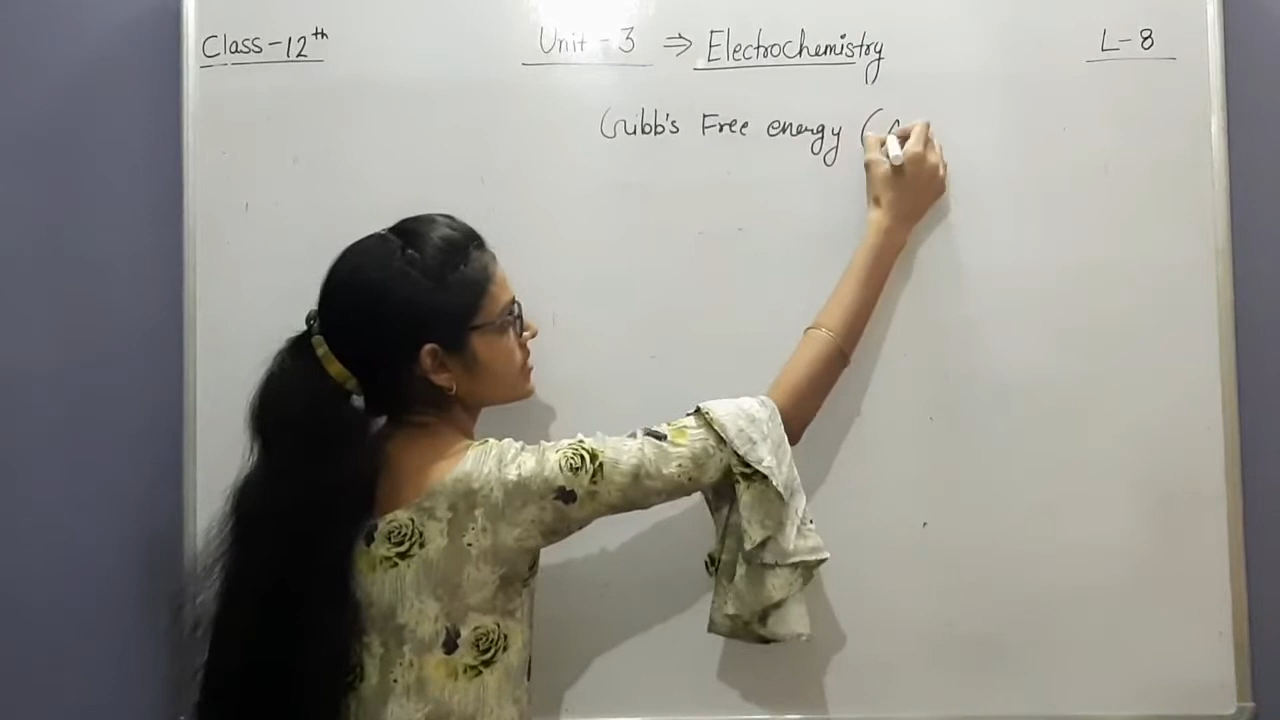 Class-12th Unit-3 ⇒ Electrochemistry L-8
Gibb's Free energy (